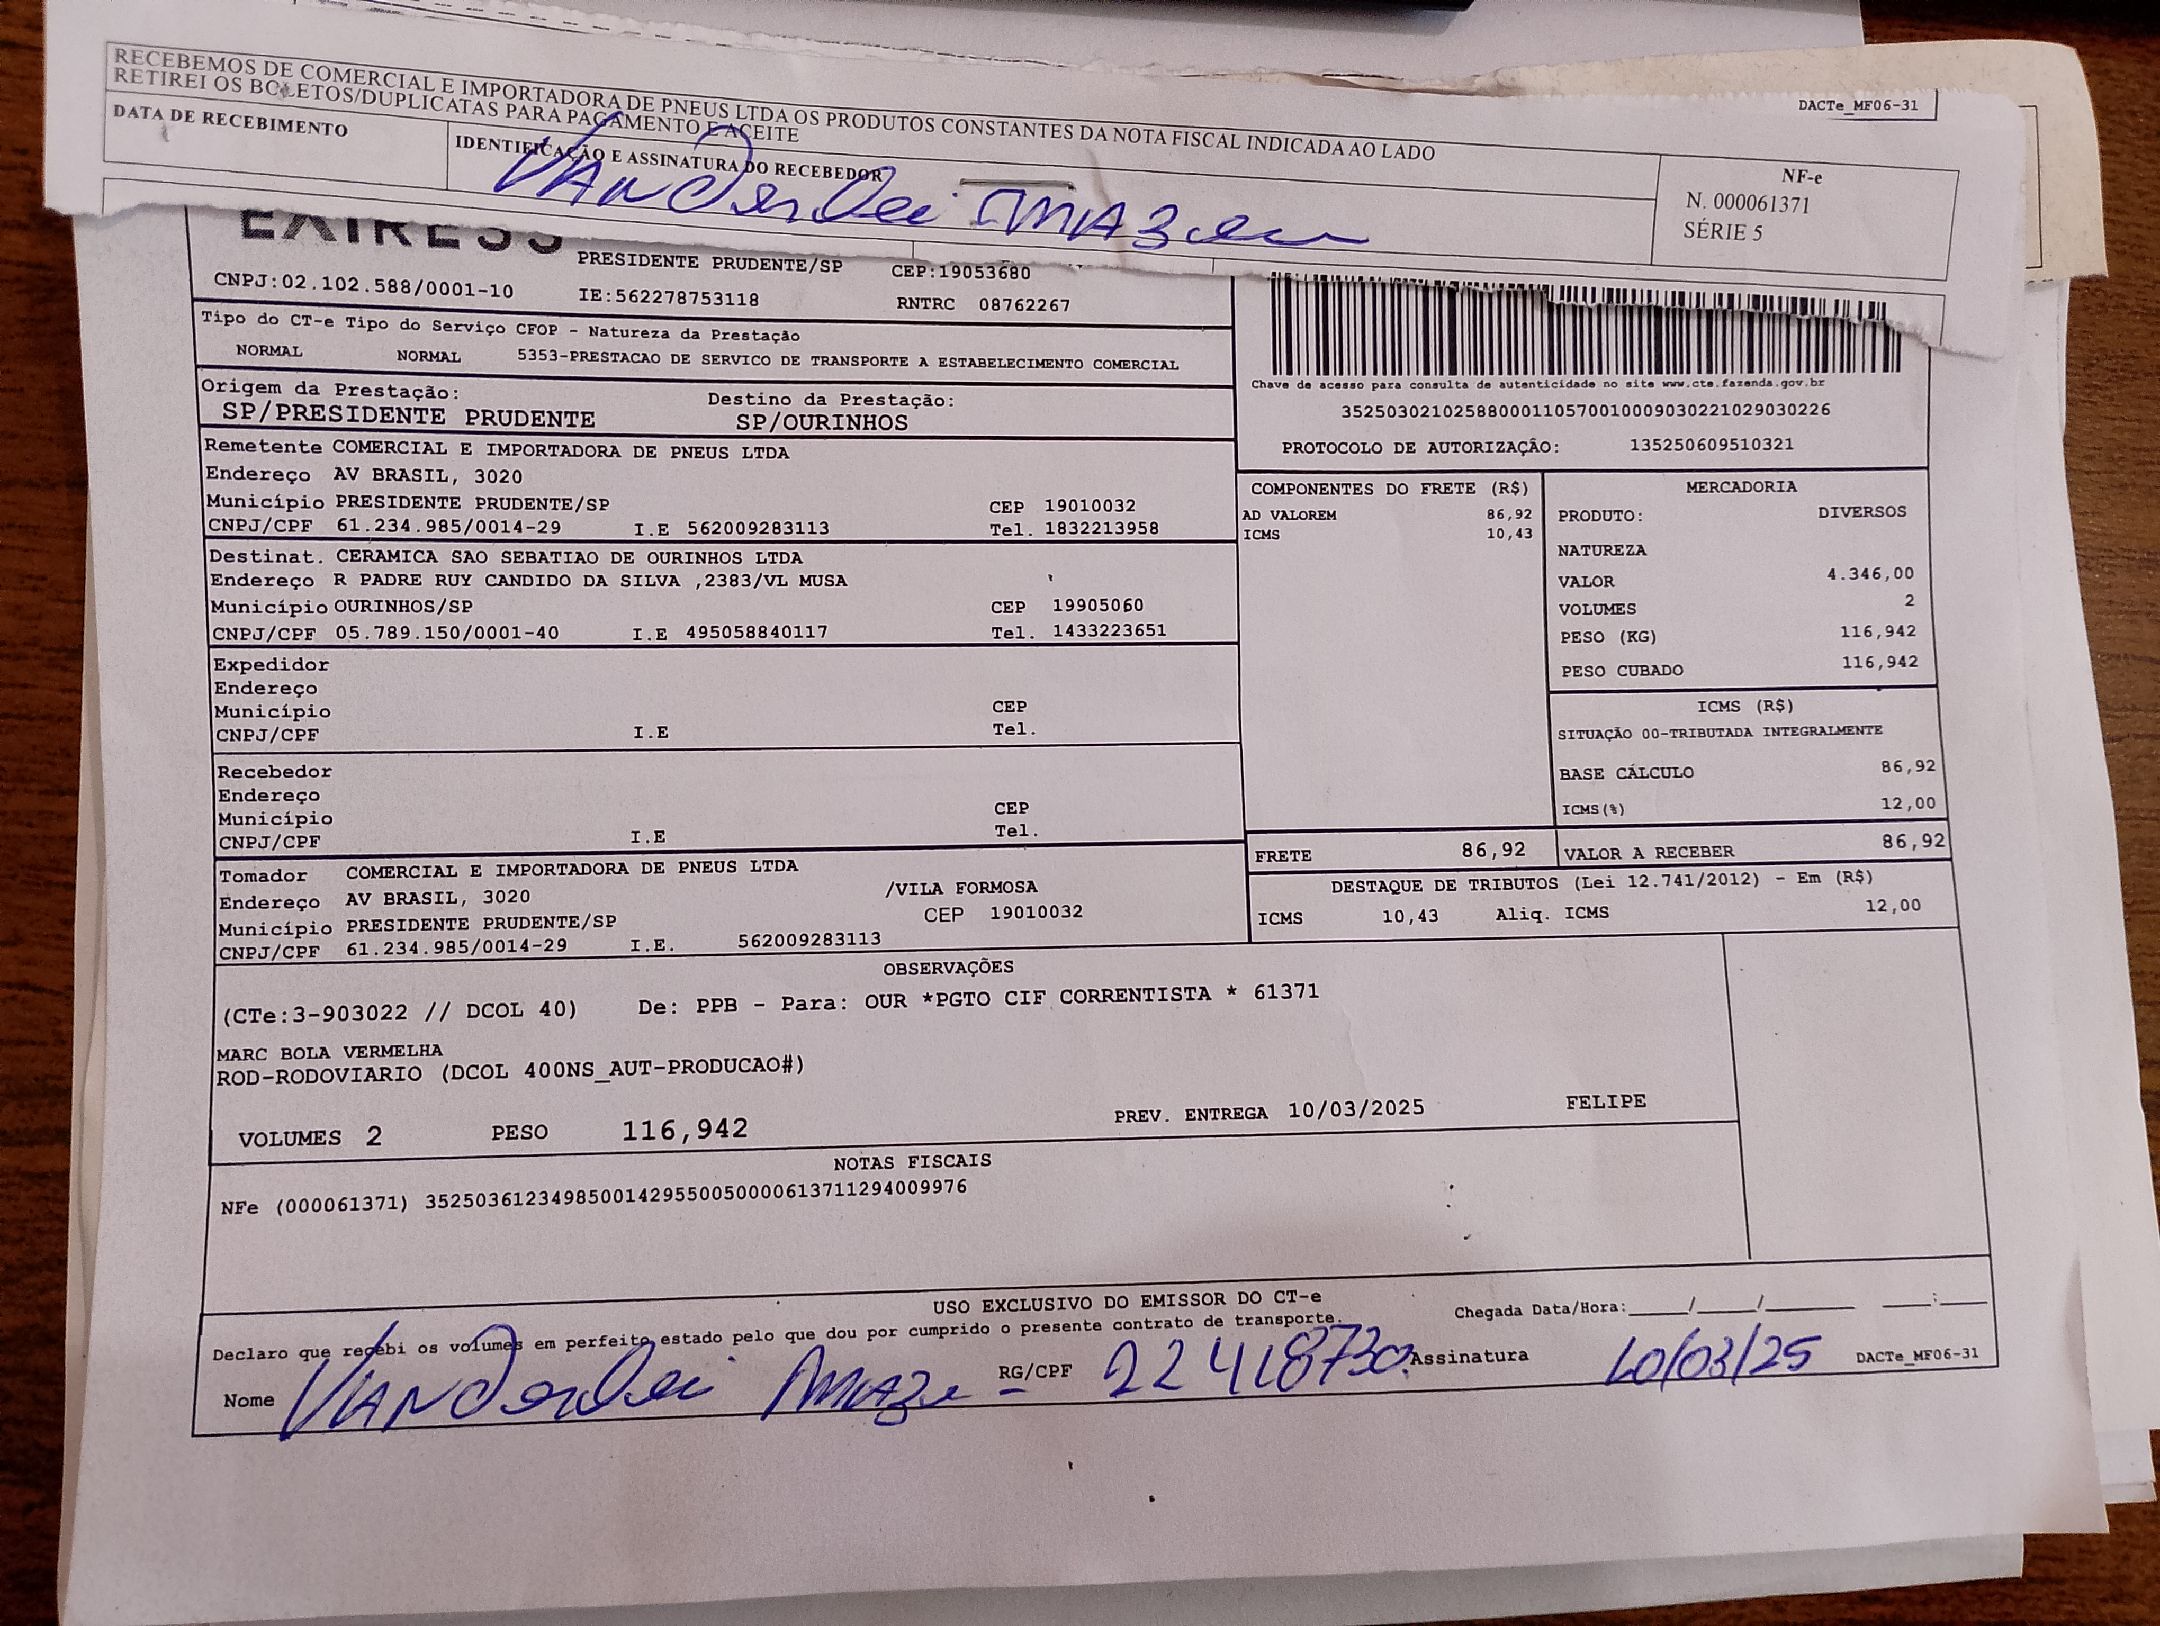 DACTe_MF06-31
RECEBEMOS DE COMERCIAL E IMPORTADORA DE PNEUS LTDA OS PRODUTOS CONSTANTES DA NOTA FISCAL INDICADA AO LADO
RETIREI OS BOLETOS/DUPLICATAS PARA PAGAMENTO E ACEITE
DATA DE RECEBIMENTO
IDENTIFICAÇÃO E ASSINATURA DO RECEBEDOR
Vanderlei
NF-e
N. 000061371
SÉRIE 5
PRESIDENTE PRUDENTE/SP CEP:19053680
CNPJ:02.102.588/0001-10 IE:562278753118 RNTRC 08762267
Tipo do CT-e Tipo do Serviço CFOP - Natureza da Prestação
NORMAL NORMAL 5353-PRESTACAO DE SERVICO DE TRANSPORTE A ESTABELECIMENTO COMERCIAL
Origem da Prestação: Destino da Prestação:
SP/PRESIDENTE PRUDENTE SP/OURINHOS
Chave de acesso para consulta de autenticidade no site www.cte.fazenda.gov.br
35250302102588000110570010009030221029030226
PROTOCOLO DE AUTORIZAÇÃO: 135250609510321
Remetente COMERCIAL E IMPORTADORA DE PNEUS LTDA
Endereço AV BRASIL, 3020
Município PRESIDENTE PRUDENTE/SP CEP 19010032
CNPJ/CPF 61.234.985/0014-29 I.E 562009283113 Tel. 1832213958
Destinat. CERAMICA SAO SEBATIAO DE OURINHOS LTDA
Endereço R PADRE RUY CANDIDO DA SILVA ,2383/VL MUSA
Município OURINHOS/SP CEP 19905060
CNPJ/CPF 05.789.150/0001-40 I.E 495058840117 Tel. 1433223651
Expedidor
Endereço
Município CEP
CNPJ/CPF I.E Tel.
Recebedor
Endereço
Município CEP
CNPJ/CPF I.E Tel.
Tomador COMERCIAL E IMPORTADORA DE PNEUS LTDA
Endereço AV BRASIL, 3020 /VILA FORMOSA
Município PRESIDENTE PRUDENTE/SP CEP 19010032
CNPJ/CPF 61.234.985/0014-29 I.E. 562009283113
COMPONENTES DO FRETE (R$)
AD VALOREM 86,92
ICMS 10,43
MERCADORIA
PRODUTO: DIVERSOS
NATUREZA
VALOR 4.346,00
VOLUMES 2
PESO (KG) 116,942
PESO CUBADO 116,942
ICMS (R$)
SITUAÇÃO 00-TRIBUTADA INTEGRALMENTE
BASE CÁLCULO 86,92
ICMS(%) 12,00
FRETE 86,92 VALOR A RECEBER 86,92
DESTAQUE DE TRIBUTOS (Lei 12.741/2012) - Em (R$)
ICMS 10,43 Aliq. ICMS 12,00
OBSERVAÇÕES
(CTe:3-903022 // DCOL 40) De: PPB - Para: OUR *PGTO CIF CORRENTISTA * 61371
MARC BOLA VERMELHA
ROD-RODOVIARIO (DCOL 400NS_AUT-PRODUCAO#)
VOLUMES 2 PESO 116,942 PREV. ENTREGA 10/03/2025 FELIPE
NOTAS FISCAIS
NFe (000061371) 35250361234985001429550050000613711294009976
USO EXCLUSIVO DO EMISSOR DO CT-e
Chegada Data/Hora:_____/_____/_________ ____:____
Declaro que recebi os volumes em perfeito estado pelo que dou por cumprido o presente contrato de transporte.
Nome Vanderlei RG/CPF Assinatura 10/03/25 DACTe_MF06-31